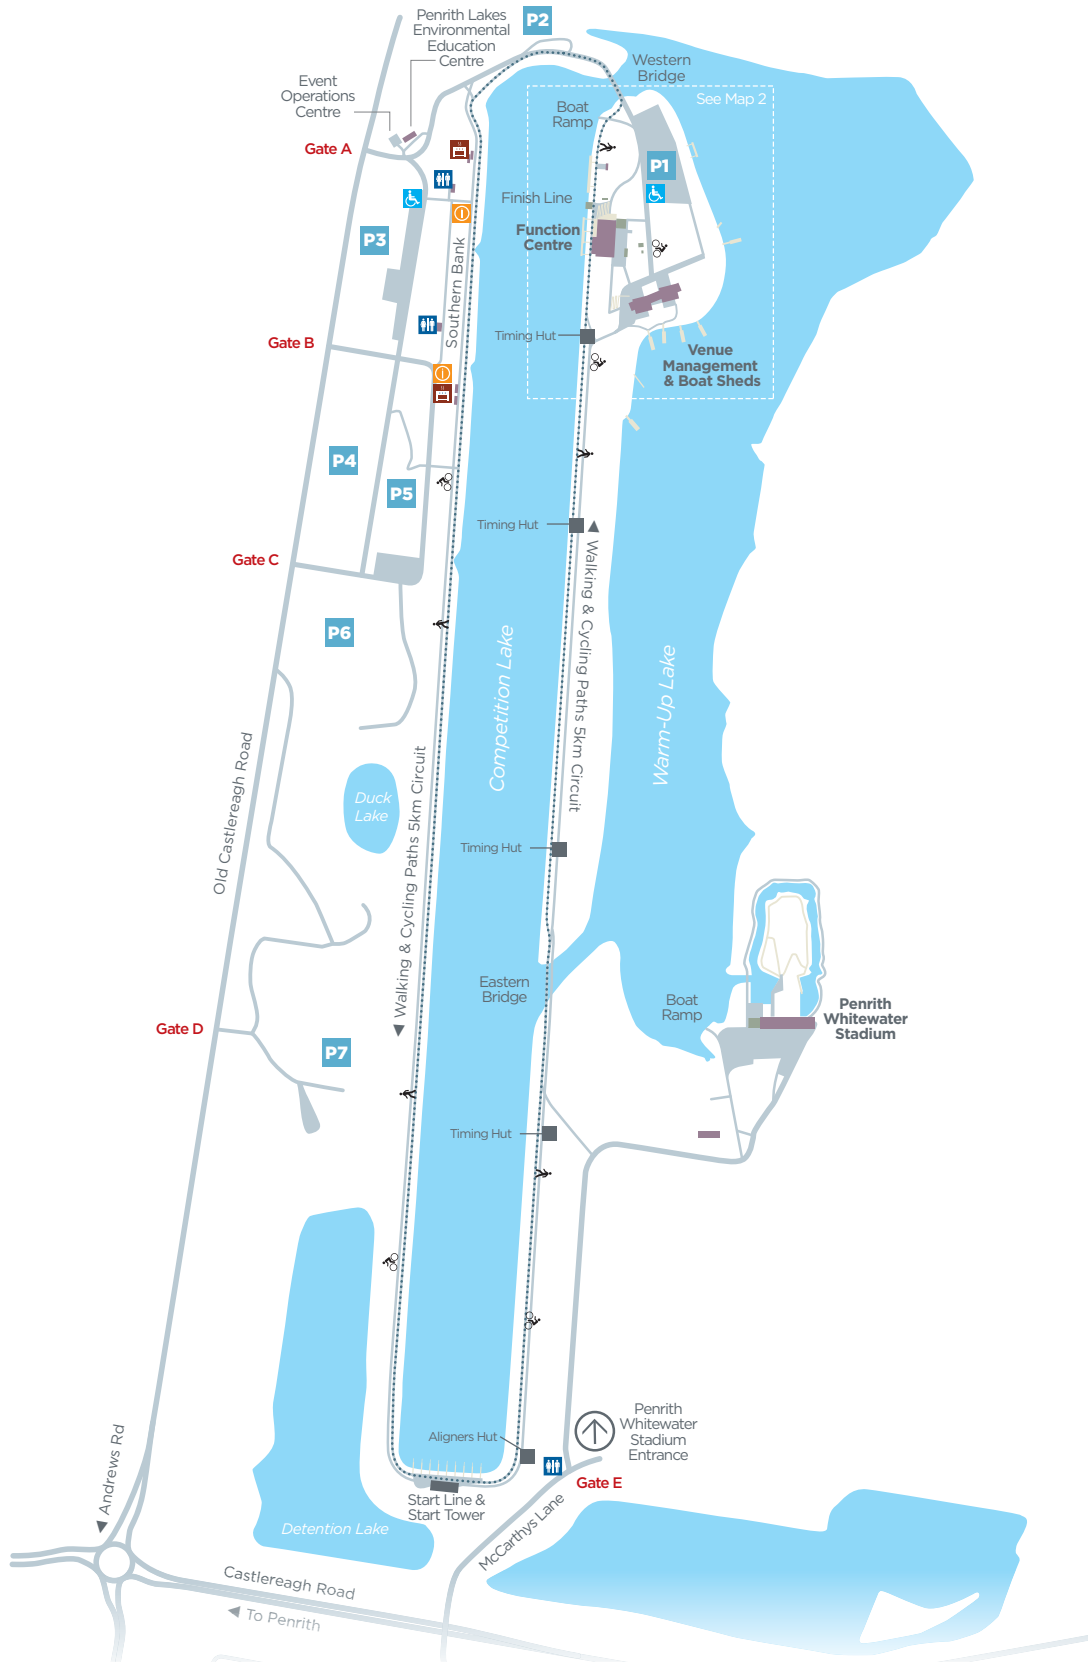 Penrith Lakes
Environmental
Education
Centre
P2
Western
Bridge
See Map 2
Event
Operations
Centre
Boat
Ramp
Gate A
P1
Finish Line
Function
Centre
P3
Southern Bank
Gate B
Timing Hut
Venue
Management
& Boat Sheds
P4
P5
Timing Hut
Gate C
Walking & Cycling Paths 5km Circuit
P6
Competition Lake
Warm-Up Lake
Old Castlereagh Road
Duck
Lake
Walking & Cycling Paths 5km Circuit
Timing Hut
Eastern
Bridge
Boat
Ramp
Penrith
Whitewater
Stadium
Gate D
P7
Timing Hut
Andrews Rd
Aligners Hut
Penrith
Whitewater
Stadium
Entrance
Gate E
Start Line &
Start Tower
Detention Lake
McCarthys Lane
Castlereagh Road
To Penrith